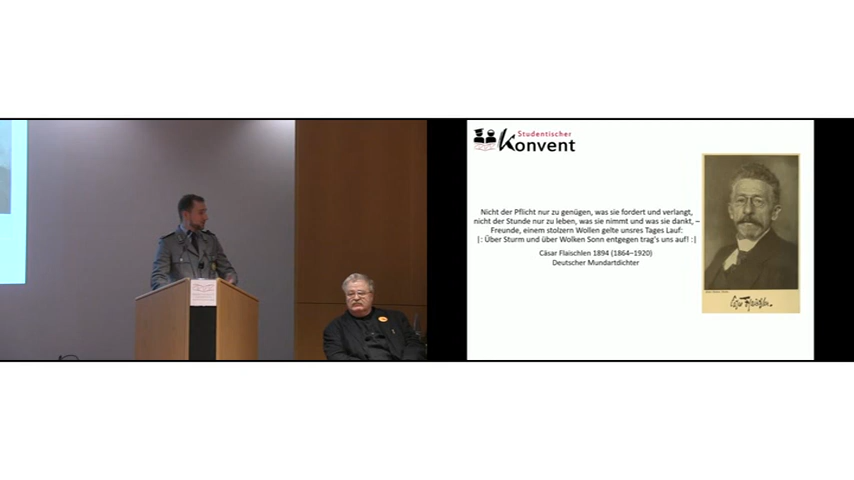 Studentischer
Konvent
Nicht der Pflicht nur zu genügen, was sie fordert und verlangt,
nicht der Stunde nur zu leben, was sie nimmt und was sie dankt, –
Freunde, einem stolzern Wollen gelte unsres Tages Lauf:
|: Über Sturm und über Wolken Sonn entgegen trag's uns auf! :|
Cäsar Flaischlen 1894 (1864–1920)
Deutscher Mundartdichter
Cäsar Flaischlen.